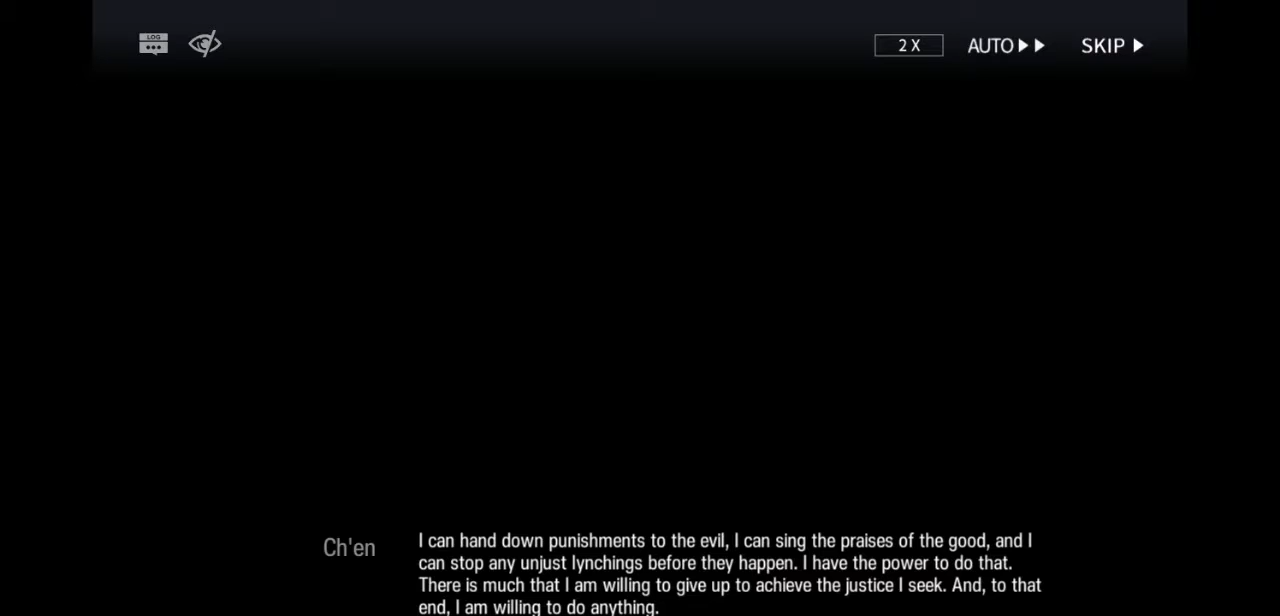 LOG
2 X AUTO SKIP
Ch'en
I can hand down punishments to the evil, I can sing the praises of the good, and I
can stop any unjust lynchings before they happen. I have the power to do that.
There is much that I am willing to give up to achieve the justice I seek. And, to that
end, I am willing to do anything.